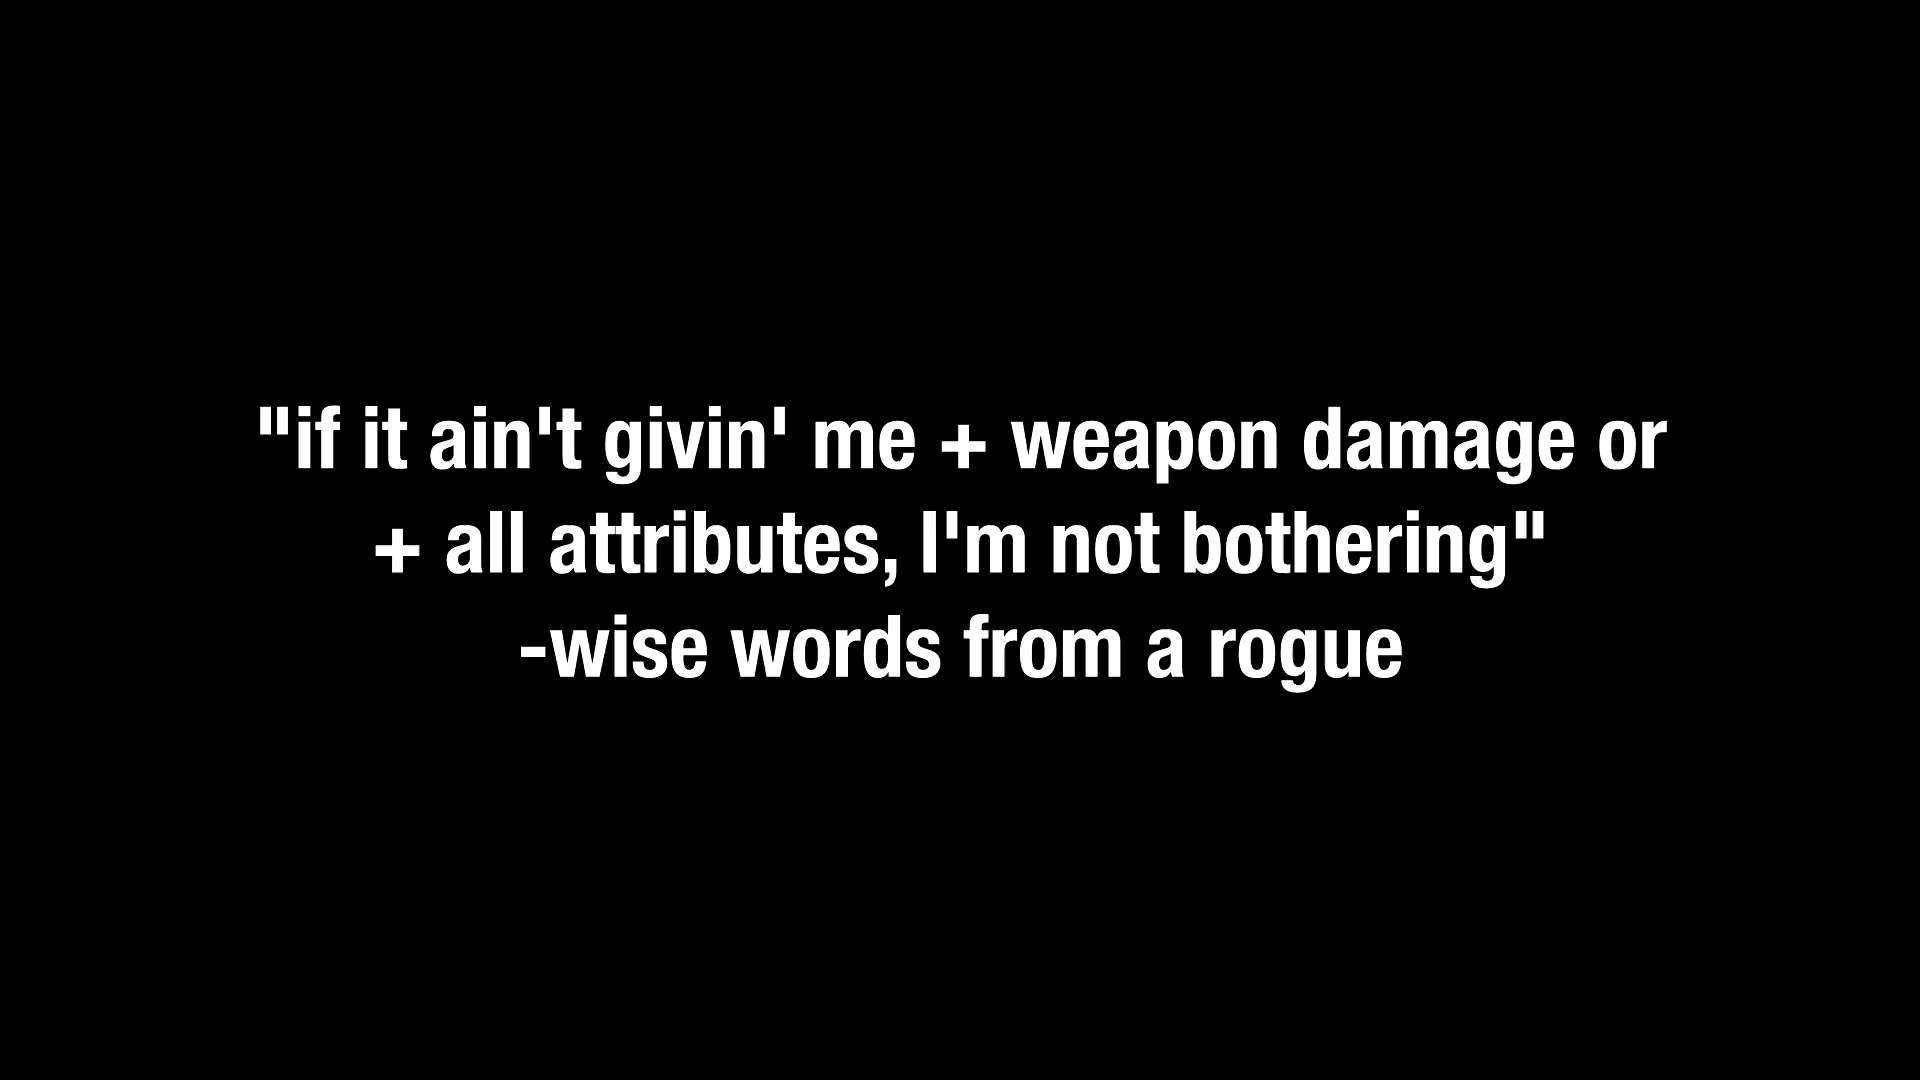 "if it ain't givin' me + weapon damage or
+ all attributes, I'm not bothering"
-wise words from a rogue